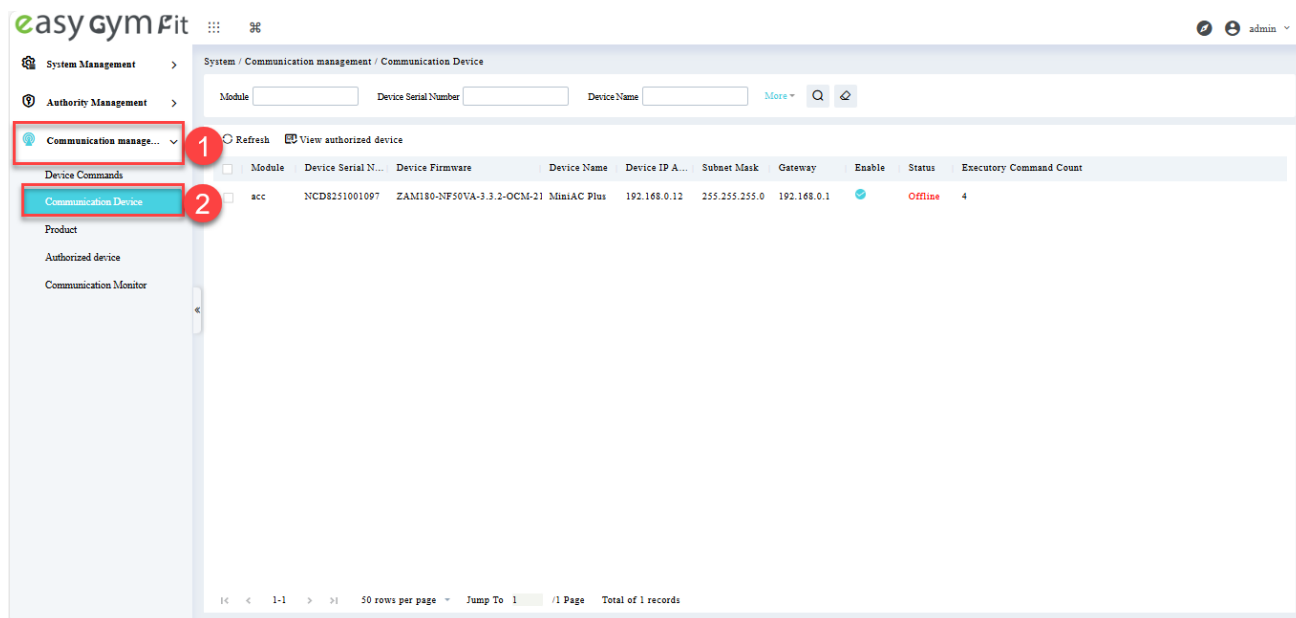 easy Gym Fit
admin
System Management
Authority Management
Communication manage...
1
Device Commands
Communication Device
2
Product
Authorized device
Communication Monitor
System / Communication management / Communication Device
Module Device Serial Number Device Name More
Refresh View authorized device
Module Device Serial N... Device Firmware Device Name Device IP A... Subnet Mask Gateway Enable Status Executory Command Count
acc NCD8251001097 ZAM180-NF50VA-3.3.2-OCM-21 MiniAC Plus 192.168.0.12 255.255.255.0 192.168.0.1 Offline 4
1-1 50 rows per page Jump To 1 /1 Page Total of 1 records